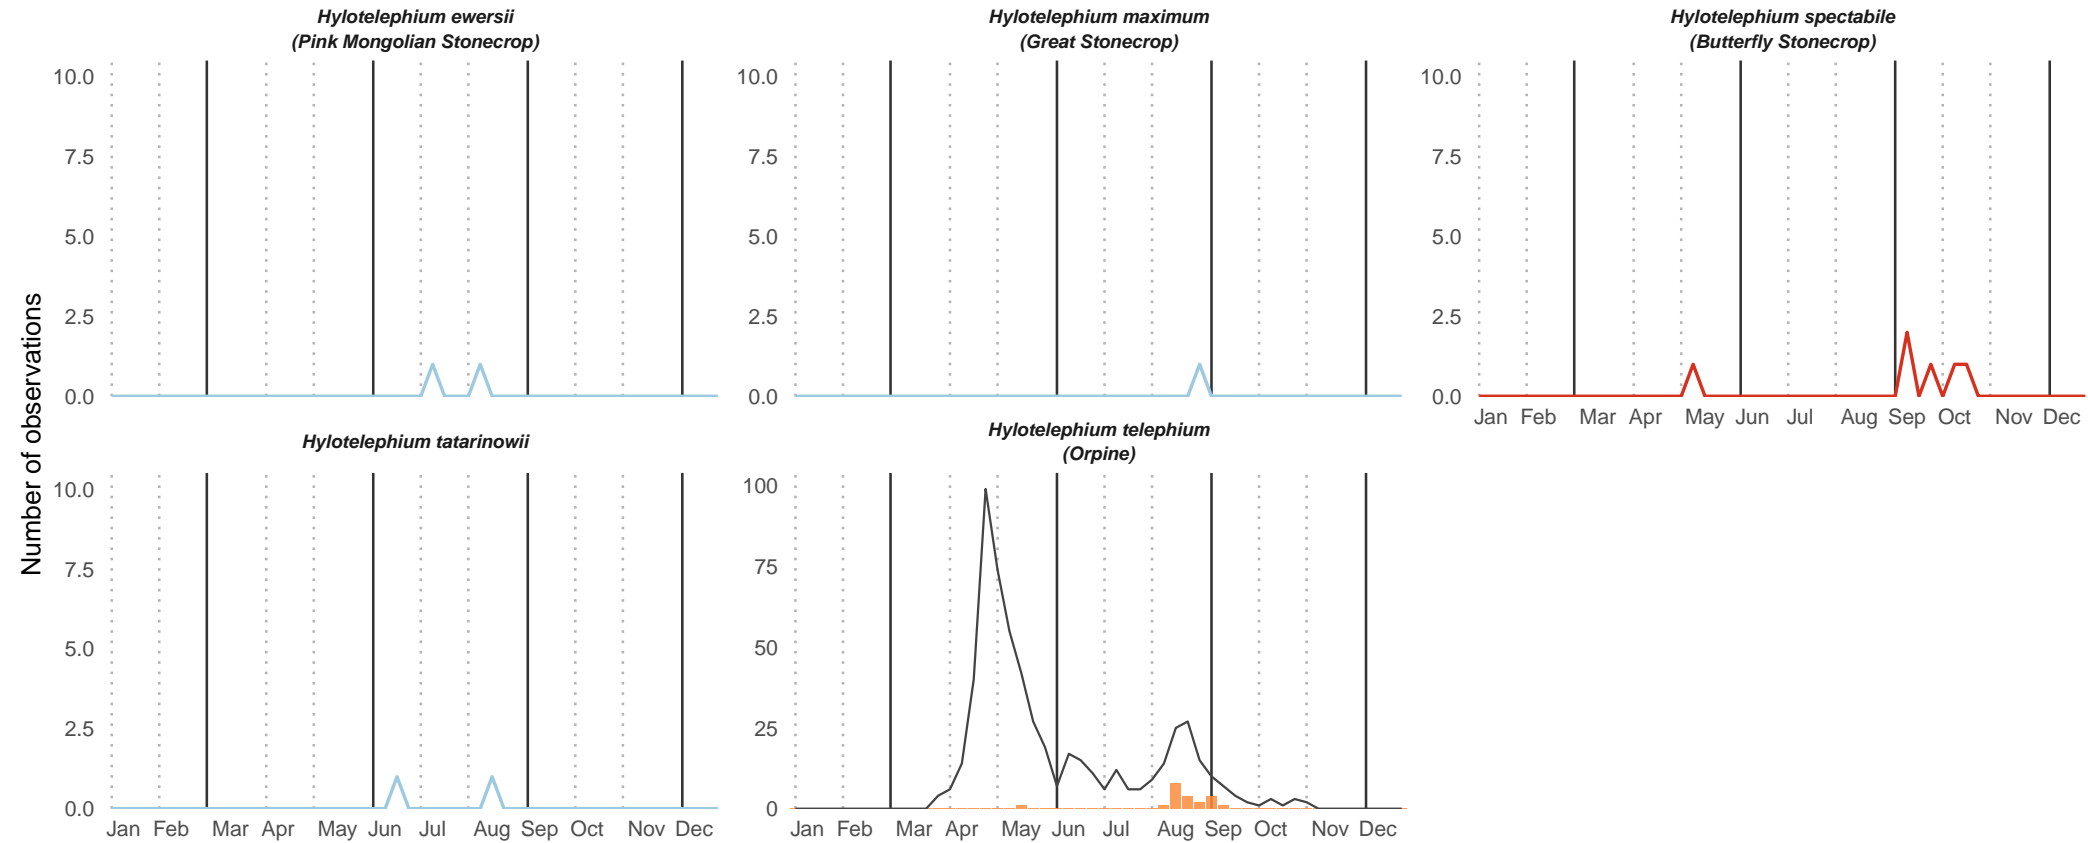 Hylotelephium ewersii
(Pink Mongolian Stonecrop)
Hylotelephium maximum
(Great Stonecrop)
Hylotelephium spectabile
(Butterfly Stonecrop)
10.0
7.5
5.0
2.5
0.0
10.0
7.5
5.0
2.5
0.0
10.0
7.5
5.0
2.5
0.0
Jan Feb Mar Apr May Jun Jul Aug Sep Oct Nov Dec
Number of observations
Hylotelephium tatarinowii
Hylotelephium telephium
(Orpine)
10.0
7.5
5.0
2.5
0.0
100
75
50
25
0
Jan Feb Mar Apr May Jun Jul Aug Sep Oct Nov Dec
Jan Feb Mar Apr May Jun Jul Aug Sep Oct Nov Dec